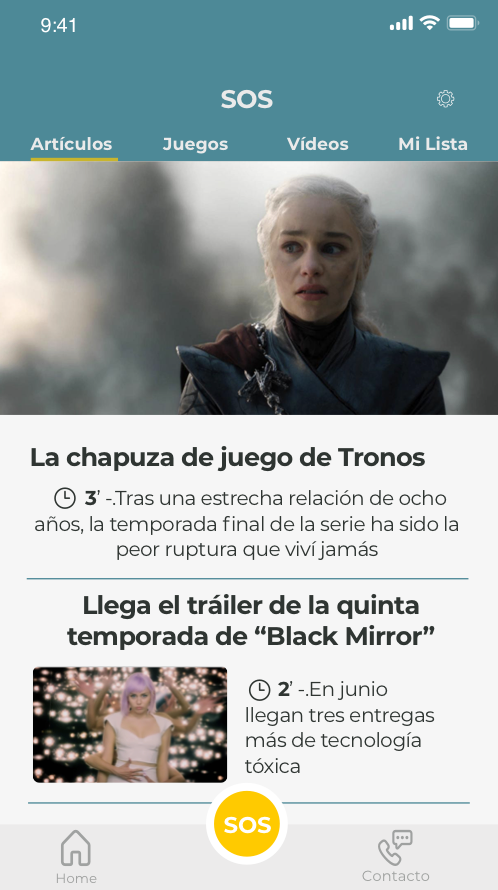 9:41
SOS
Artículos Juegos Vídeos Mi Lista
La chapuza de juego de Tronos
3’ -.Tras una estrecha relación de ocho
años, la temporada final de la serie ha sido la
peor ruptura que viví jamás
Llega el tráiler de la quinta
temporada de “Black Mirror”
2’ -.En junio
llegan tres entregas
más de tecnología
tóxica
SOS
Home Contacto